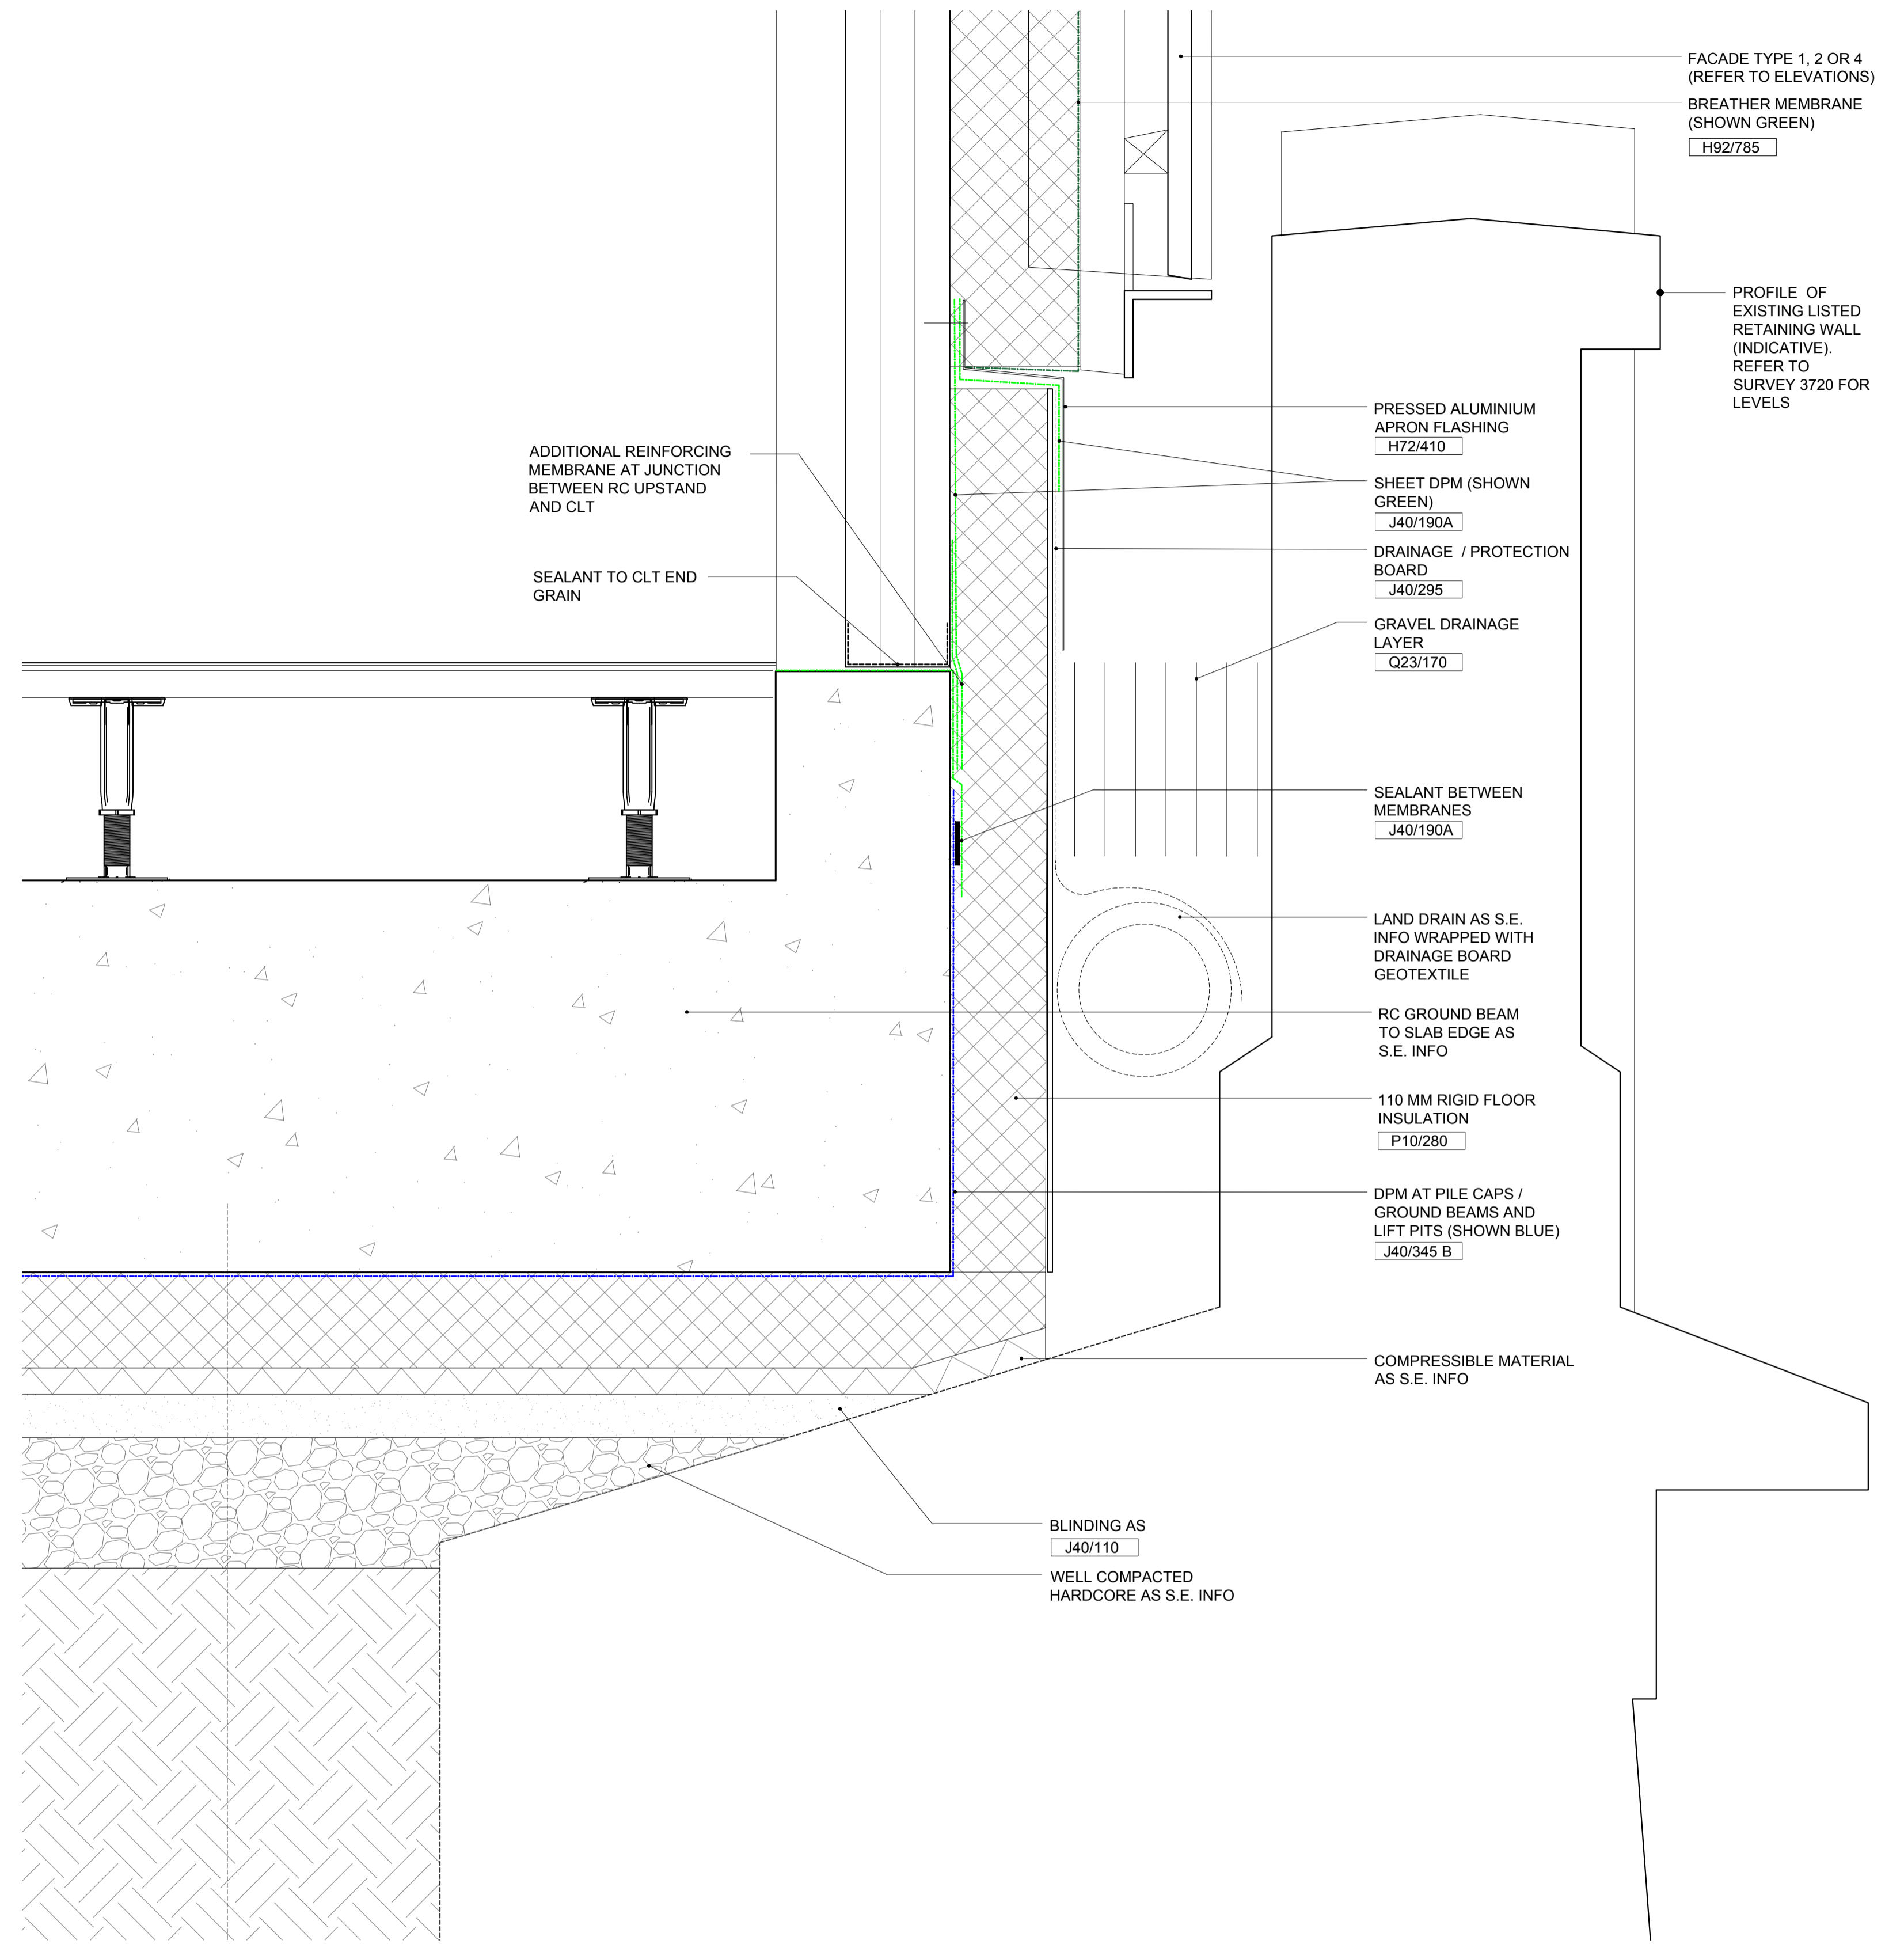 FACADE TYPE 1, 2 OR 4
(REFER TO ELEVATIONS)
BREATHER MEMBRANE
(SHOWN GREEN)
H92/785
PROFILE OF
EXISTING LISTED
RETAINING WALL
(INDICATIVE).
REFER TO
SURVEY 3720 FOR
LEVELS
PRESSED ALUMINIUM
APRON FLASHING
H72/410
ADDITIONAL REINFORCING
MEMBRANE AT JUNCTION
BETWEEN RC UPSTAND
AND CLT
SHEET DPM (SHOWN
GREEN)
J40/190A
DRAINAGE / PROTECTION
BOARD
J40/295
SEALANT TO CLT END
GRAIN
GRAVEL DRAINAGE
LAYER
Q23/170
SEALANT BETWEEN
MEMBRANES
J40/190A
LAND DRAIN AS S.E.
INFO WRAPPED WITH
DRAINAGE BOARD
GEOTEXTILE
RC GROUND BEAM
TO SLAB EDGE AS
S.E. INFO
110 MM RIGID FLOOR
INSULATION
P10/280
DPM AT PILE CAPS /
GROUND BEAMS AND
LIFT PITS (SHOWN BLUE)
J40/345 B
COMPRESSIBLE MATERIAL
AS S.E. INFO
BLINDING AS
J40/110
WELL COMPACTED
HARDCORE AS S.E. INFO